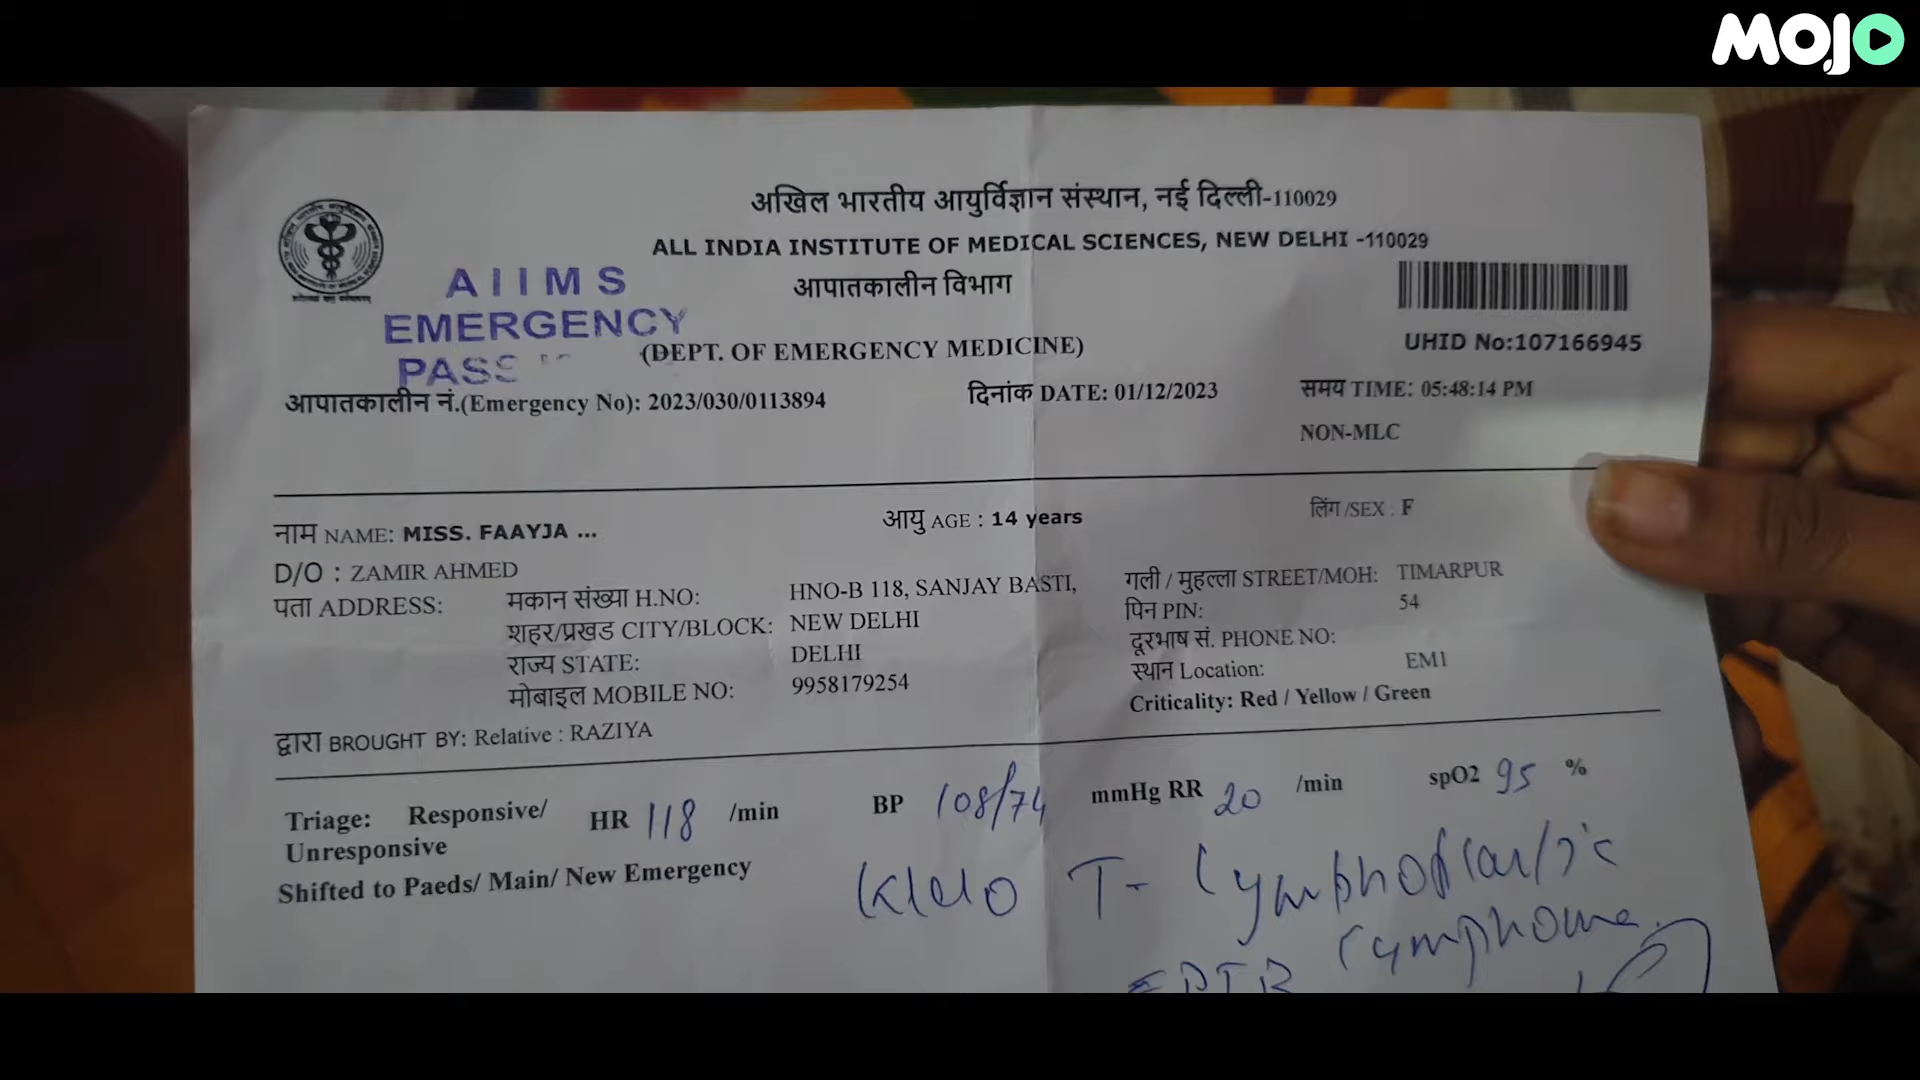 MOJO
अखिल भारतीय आयुर्विज्ञान संस्थान, नई दिल्ली-110029
ALL INDIA INSTITUTE OF MEDICAL SCIENCES, NEW DELHI -110029
AIIMS
EMERGENCY
PASS
आपातकालीन विभाग
(DEPT. OF EMERGENCY MEDICINE)
UHID No:107166945
आपातकालीन नं.(Emergency No): 2023/030/0113894 दिनांक DATE: 01/12/2023 समय TIME: 05:48:14 PM
NON-MLC
नाम NAME: MISS. FAAYJA ... आयु AGE : 14 years लिंग /SEX : F
D/O : ZAMIR AHMED
पता ADDRESS: मकान संख्या H.NO: HNO-B 118, SANJAY BASTI, गली / मुहल्ला STREET/MOH: TIMARPUR
शहर/प्रखड CITY/BLOCK: NEW DELHI पिन PIN: 54
राज्य STATE: DELHI दूरभाष सं. PHONE NO:
मोबाइल MOBILE NO: 9958179254 स्थान Location: EM1
Criticality: Red / Yellow / Green
द्वारा BROUGHT BY: Relative : RAZIYA
Triage: Responsive/ HR 118 /min BP 108/74 mmHg RR 20 /min spO2 95 %
Unresponsive
Shifted to Paeds/ Main/ New Emergency
T-
Lymphoma